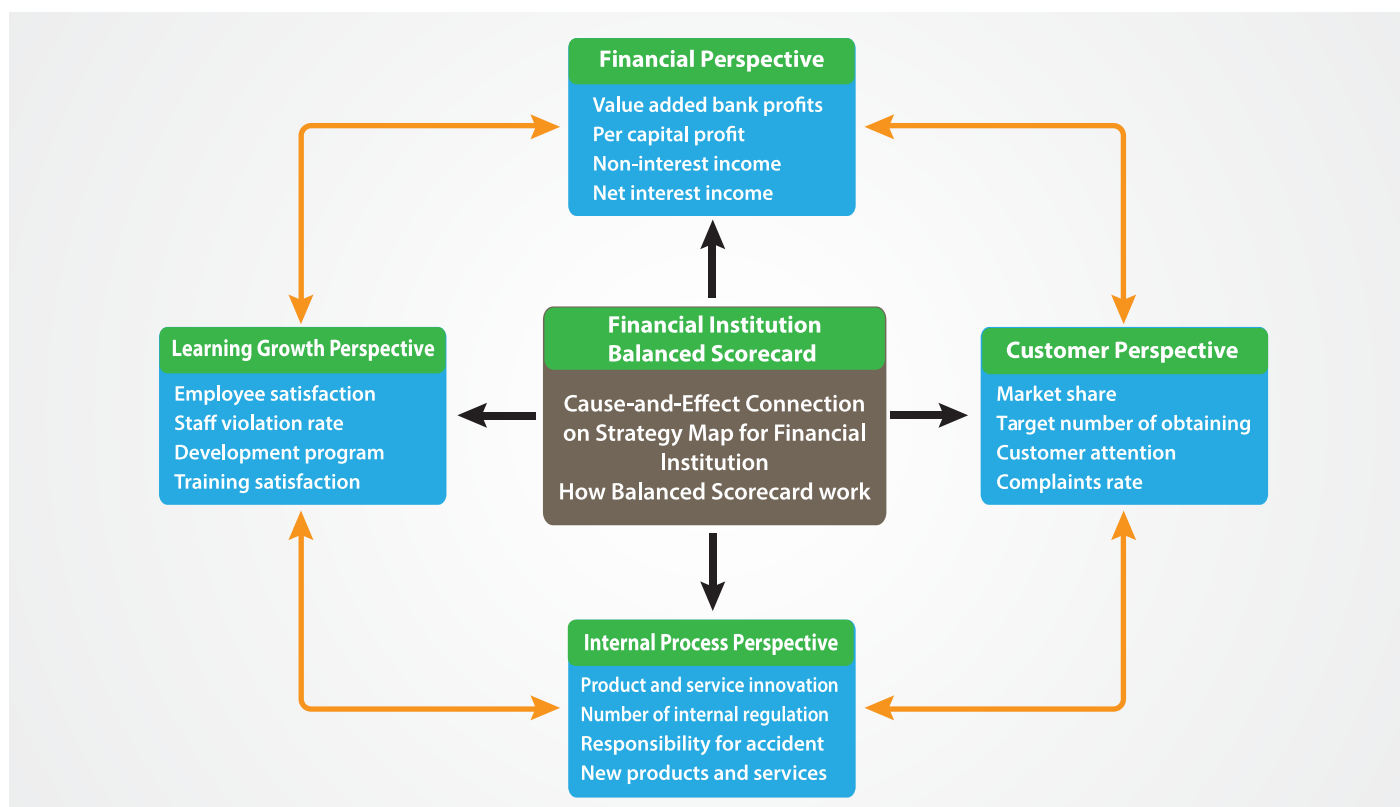 Financial Perspective
Value added bank profits
Per capital profit
Non-interest income
Net interest income
Learning Growth Perspective
Employee satisfaction
Staff violation rate
Development program
Training satisfaction
Financial Institution
Balanced Scorecard
Cause-and-Effect Connection
on Strategy Map for Financial
Institution
How Balanced Scorecard work
Customer Perspective
Market share
Target number of obtaining
Customer attention
Complaints rate
Internal Process Perspective
Product and service innovation
Number of internal regulation
Responsibility for accident
New products and services